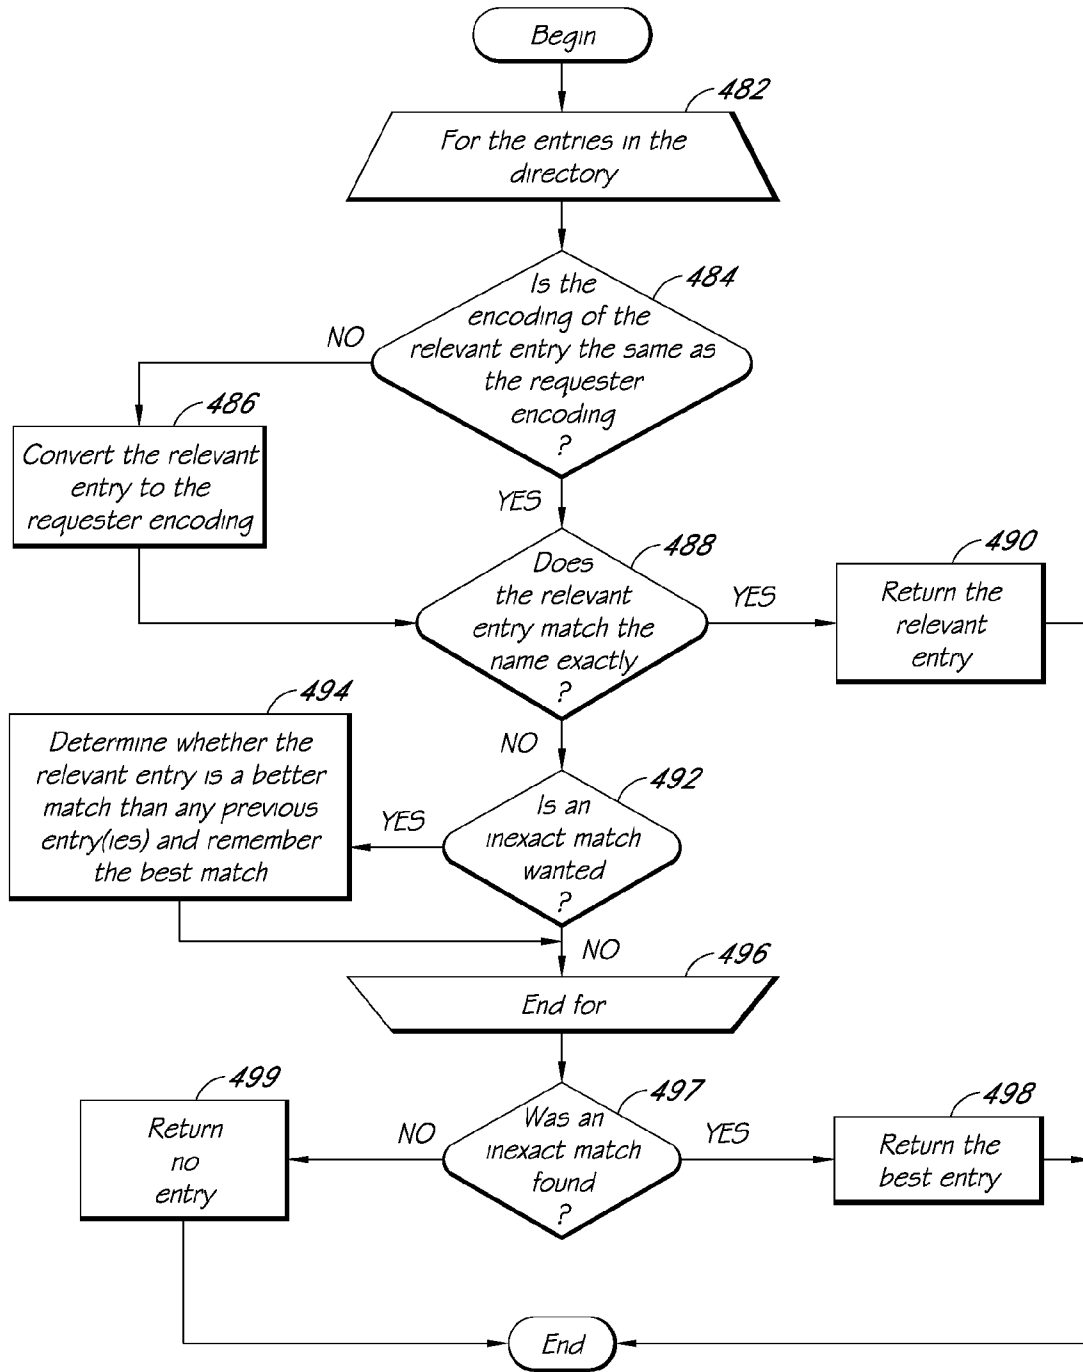 Begin
482
For the entries in the
directory
484
Is the
encoding of the
relevant entry the same as
the requester
encoding
?
NO
YES
486
Convert the relevant
entry to the
requester encoding
488
Does
the relevant
entry match the
name exactly
?
YES
NO
490
Return the
relevant
entry
492
Is an
inexact match
wanted
?
YES
NO
494
Determine whether the
relevant entry is a better
match than any previous
entry(ies) and remember
the best match
496
End for
497
Was an
inexact match
found
?
NO
YES
499
Return
no
entry
498
Return the
best entry
End